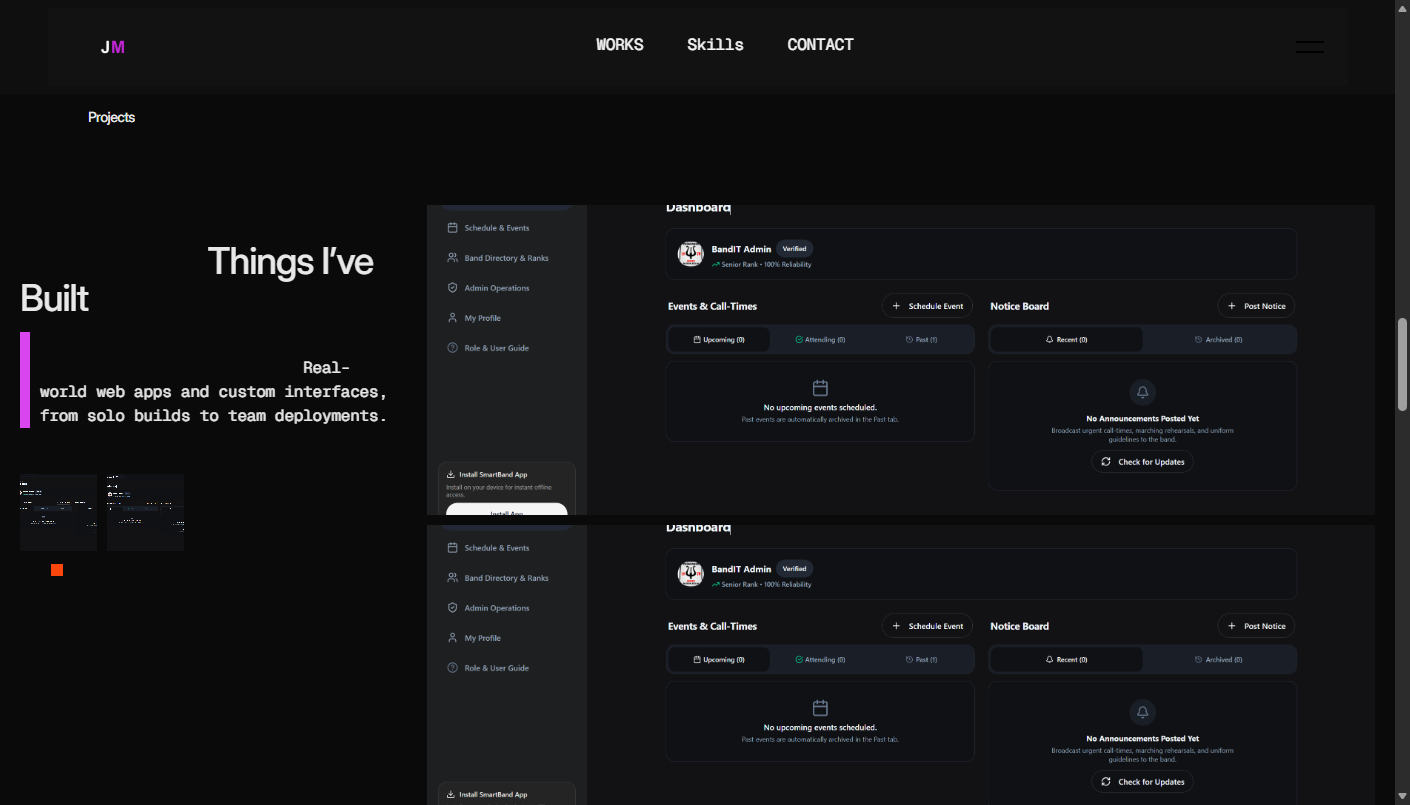 JM
WORKS Skills CONTACT
Projects
Things I've
Built
Real-
world web apps and custom interfaces,
from solo builds to team deployments.
Dashboard
Schedule & Events
Band Directory & Ranks
Admin Operations
My Profile
Role & User Guide
Install SmartBand App
Install on your device for instant offline
access.
Install App
BandIT Admin Verified
Senior Rank • 100% Reliability
Events & Call-Times
Schedule Event
Upcoming (0) Attending (0) Past (1)
No upcoming events scheduled.
Past events are automatically archived in the Past tab.
Notice Board
Post Notice
Recent (0) Archived (0)
No Announcements Posted Yet
Broadcast urgent call-times, marching rehearsals, and uniform
guidelines to the band.
Check for Updates
Dashboard
Schedule & Events
Band Directory & Ranks
Admin Operations
My Profile
Role & User Guide
Install SmartBand App
BandIT Admin Verified
Senior Rank • 100% Reliability
Events & Call-Times
Schedule Event
Upcoming (0) Attending (0) Past (1)
No upcoming events scheduled.
Past events are automatically archived in the Past tab.
Notice Board
Post Notice
Recent (0) Archived (0)
No Announcements Posted Yet
Broadcast urgent call-times, marching rehearsals, and uniform
guidelines to the band.
Check for Updates